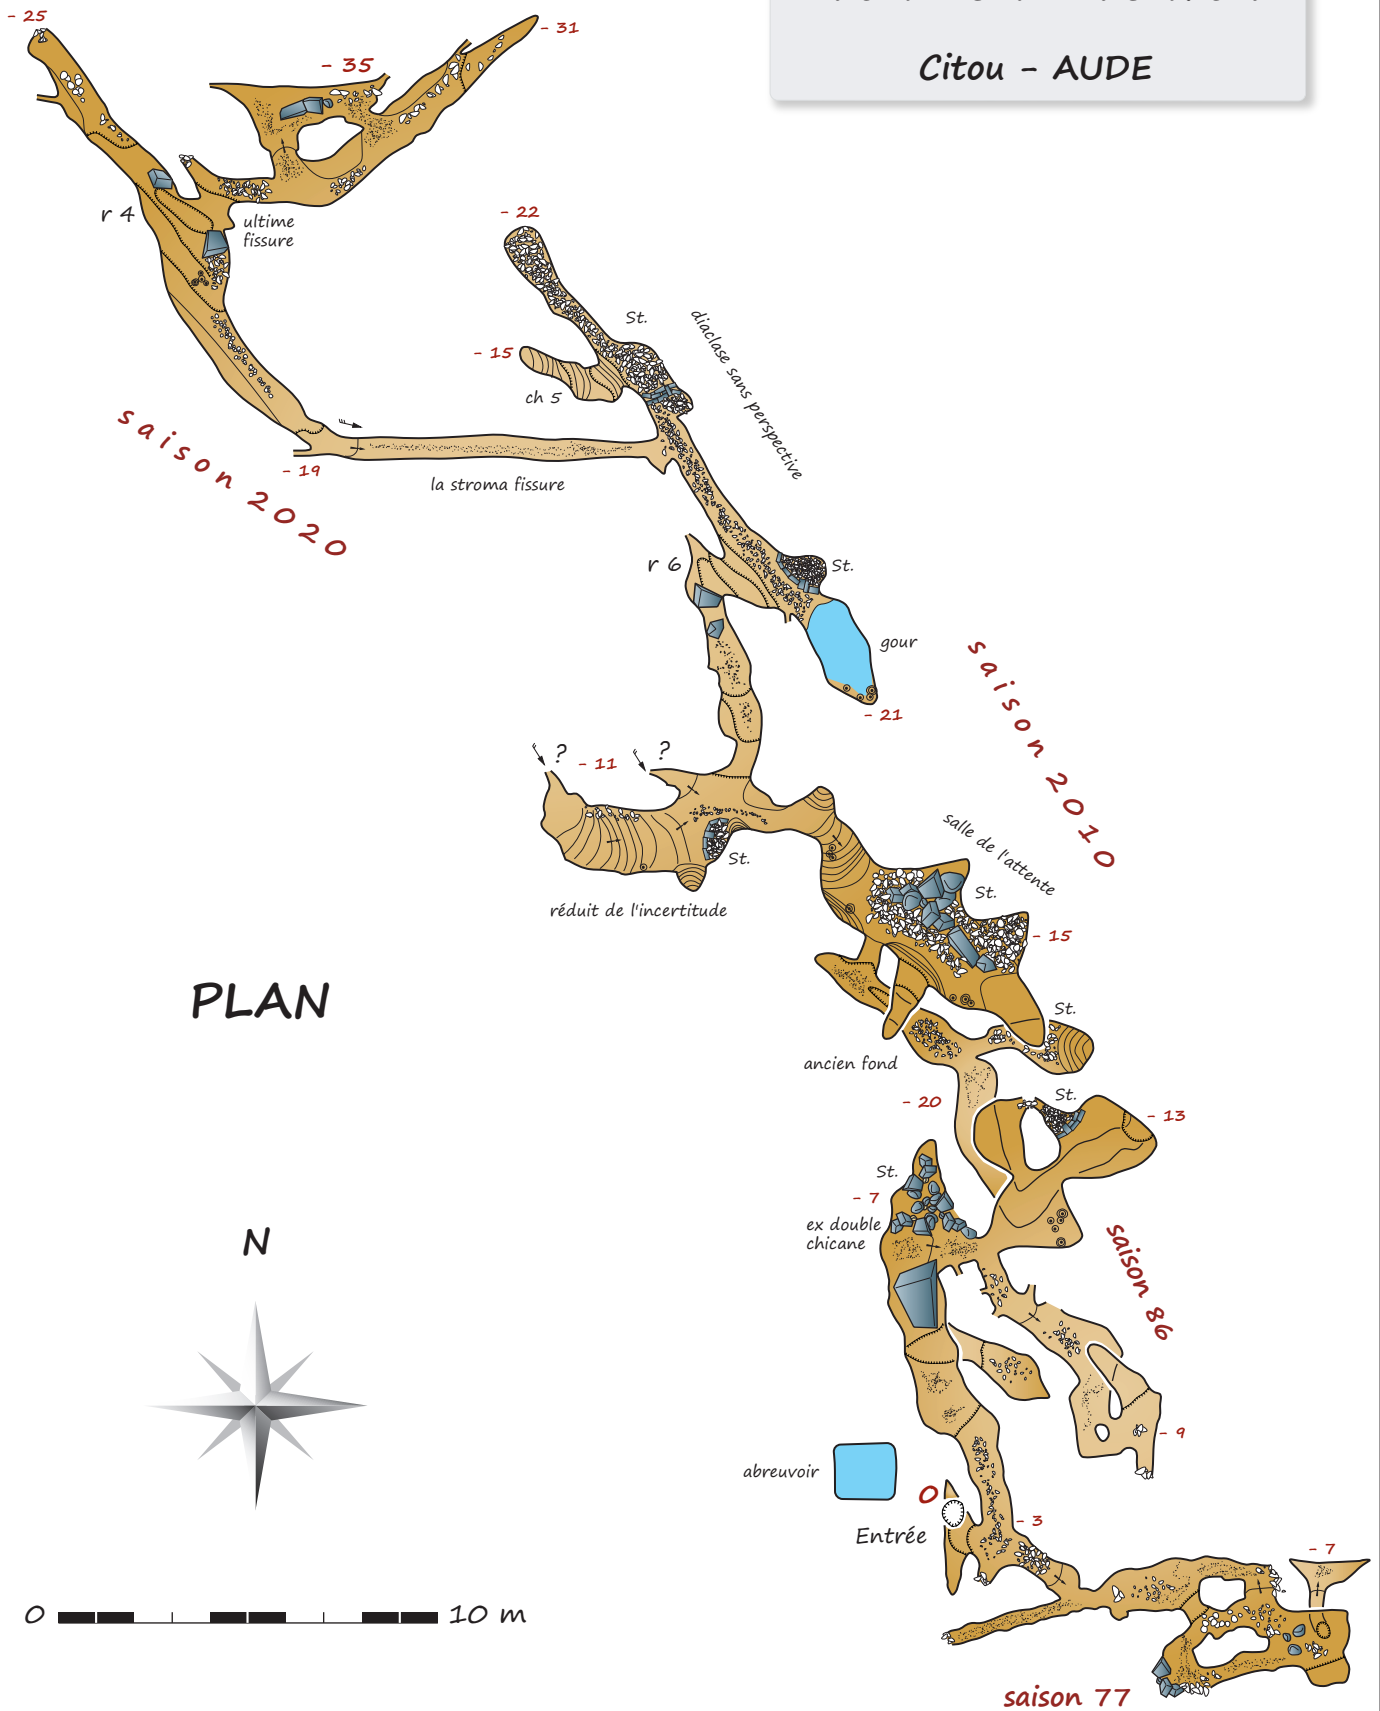 Citou - AUDE
- 25
- 31
- 35
r 4
ultime
fissure
- 22
St.
diaclase sans perspective
- 15
ch 5
saison 2020
- 19
la stroma fissure
r 6
St.
gour
- 21
saison 2010
?
- 11
?
salle de l'attente
St.
St.
réduit de l'incertitude
- 15
PLAN
St.
ancien fond
- 20
St.
- 13
St.
- 7
ex double
chicane
saison 86
N
- 9
abreuvoir
0
- 3
Entrée
- 7
0
10 m
saison 77